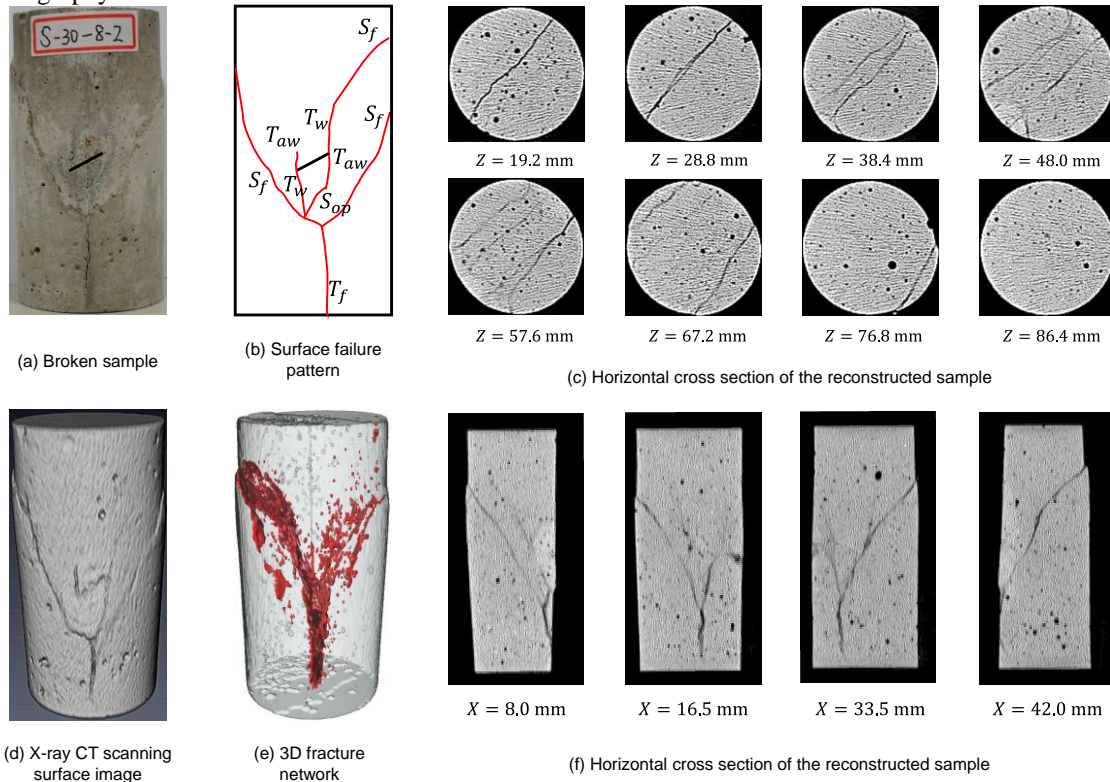 S-30-8-2
S_f
S_f
T_w
T_aw
T_aw
S_f
T_w
S_op
T_f
Z = 19.2 mm
Z = 28.8 mm
Z = 38.4 mm
Z = 48.0 mm
Z = 57.6 mm
Z = 67.2 mm
Z = 76.8 mm
Z = 86.4 mm
(a) Broken sample
(b) Surface failure
pattern
(c) Horizontal cross section of the reconstructed sample
X = 8.0 mm
X = 16.5 mm
X = 33.5 mm
X = 42.0 mm
(d) X-ray CT scanning
surface image
(e) 3D fracture
network
(f) Horizontal cross section of the reconstructed sample